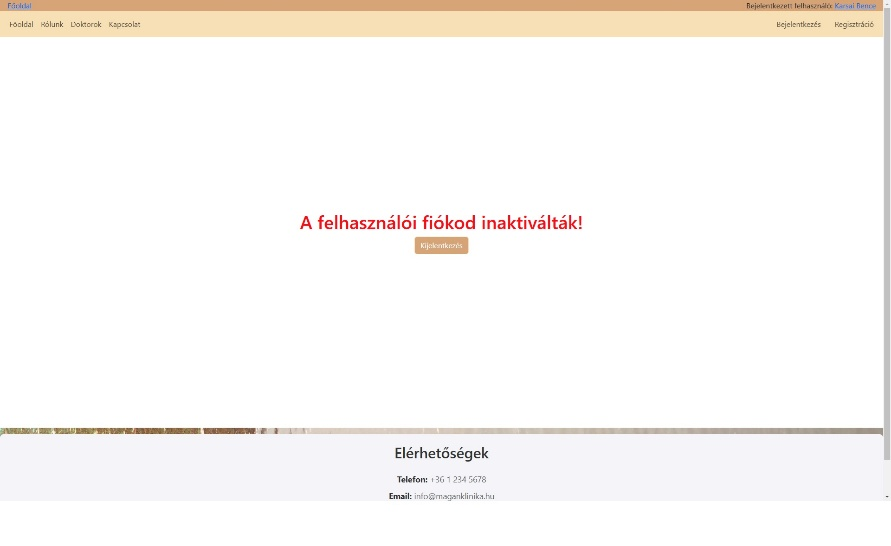 Főoldal
Bejelentkezett felhasználó: Karsai Bence
Főoldal Rólunk Doktorok Kapcsolat
Bejelentkezés Regisztráció
A felhasználói fiókod inaktiválták!
Kijelentkezés
Elérhetőségek
Telefon: +36 1 234 5678
Email: info@maganklinika.hu